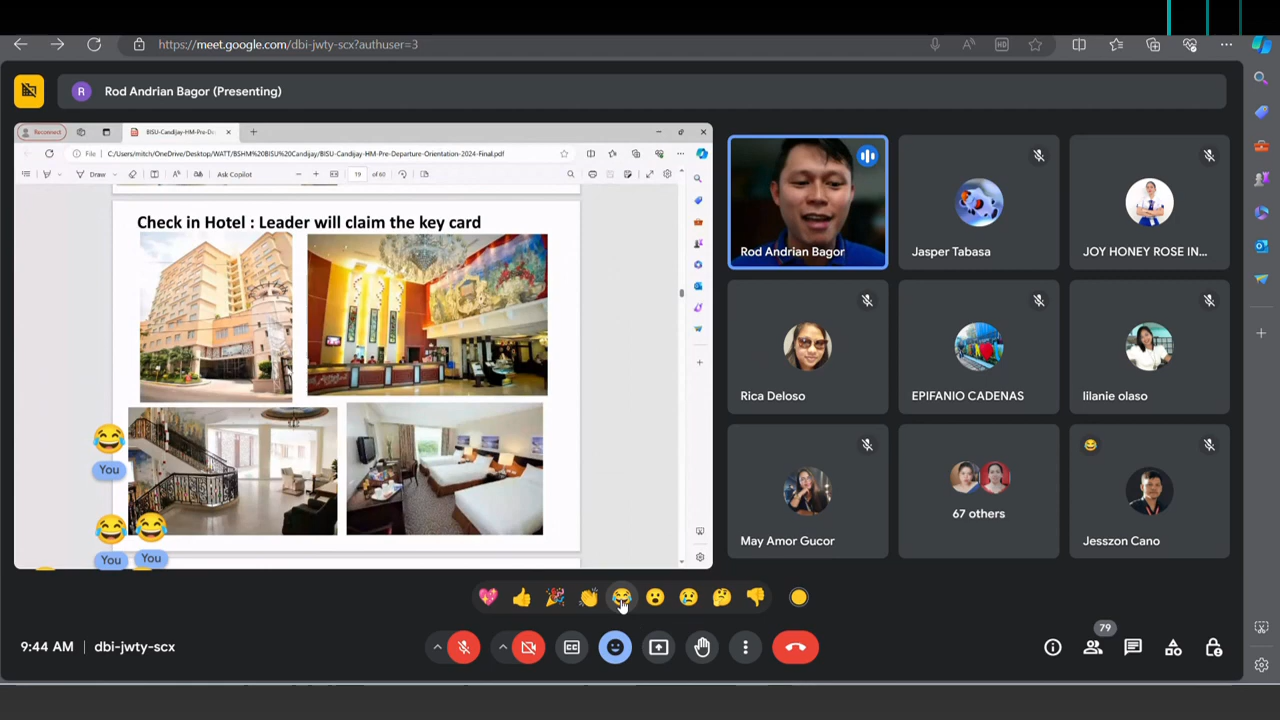 https://meet.google.com/dbi-jwty-scx?authuser=3
HD
R
Rod Andrian Bagor (Presenting)
Reconnect
BISU-Candijay-HM-Pre-De
File
C:/Users/mitch/OneDrive/Desktop/WATT/BSHM%20BISU%20Candijay/BISU-Candijay-HM-Pre-Departure-Orientation-2024-Final.pdf
Draw
Ask Copilot
19
of 60
Check in Hotel : Leader will claim the key card
You
You
You
Rod Andrian Bagor
Jasper Tabasa
JOY HONEY ROSE IN...
Rica Deloso
EPIFANIO CADENAS
lilanie olaso
May Amor Gucor
67 others
Jesszon Cano
9:44 AM
dbi-jwty-scx
CC
79